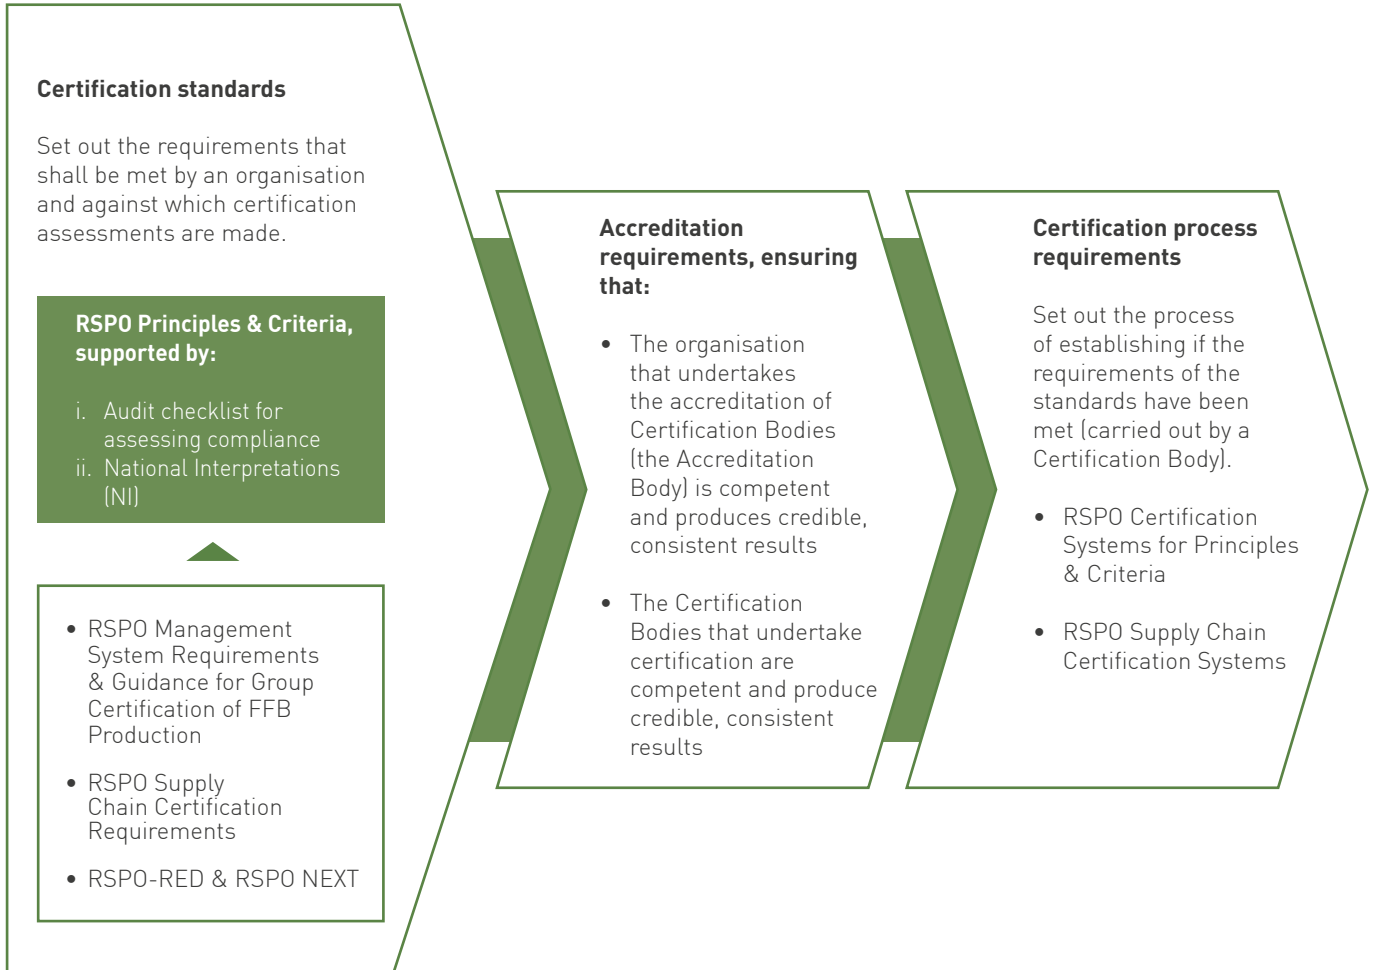 Certification standards
Set out the requirements that
shall be met by an organisation
and against which certification
assessments are made.
RSPO Principles & Criteria,
supported by:
i. Audit checklist for
assessing compliance
ii. National Interpretations
(NI)
• RSPO Management
System Requirements
& Guidance for Group
Certification of FFB
Production
• RSPO Supply
Chain Certification
Requirements
• RSPO-RED & RSPO NEXT
Accreditation
requirements, ensuring
that:
• The organisation
that undertakes
the accreditation of
Certification Bodies
(the Accreditation
Body) is competent
and produces credible,
consistent results
• The Certification
Bodies that undertake
certification are
competent and produce
credible, consistent
results
Certification process
requirements
Set out the process
of establishing if the
requirements of the
standards have been
met (carried out by a
Certification Body).
• RSPO Certification
Systems for Principles
& Criteria
• RSPO Supply Chain
Certification Systems